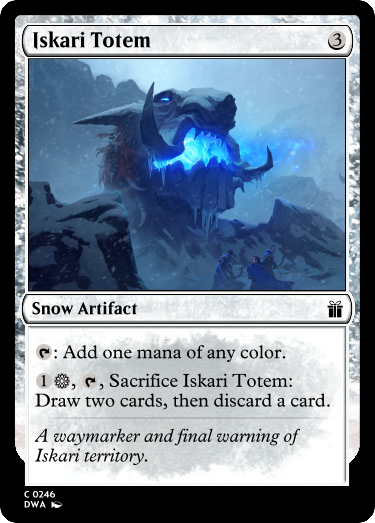 Iskari Totem 3
Snow Artifact
: Add one mana of any color.
1 , , Sacrifice Iskari Totem:
Draw two cards, then discard a card.
A waymarker and final warning of
Iskari territory.
C 0246
DWA